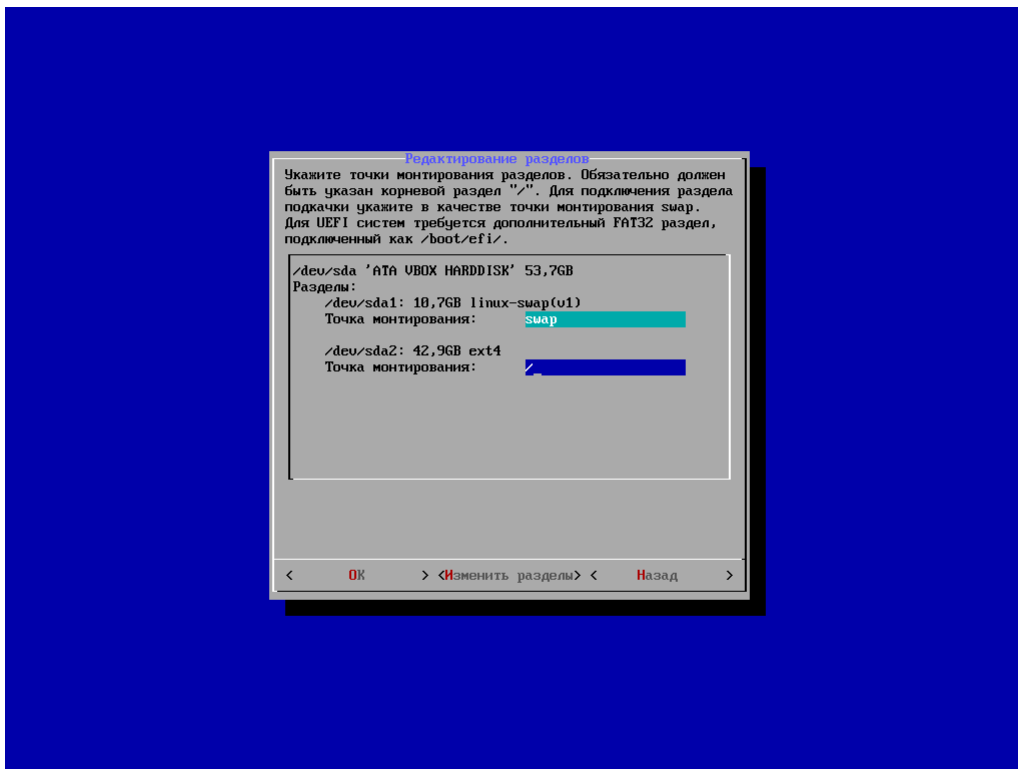 Редактирование разделов
Укажите точки монтирования разделов. Обязательно должен
быть указан корневой раздел "/". Для подключения раздела
подкачки укажите в качестве точки монтирования swap.
Для UEFI систем требуется дополнительный FAT32 раздел,
подключенный как /boot/efi/.
/dev/sda 'ATA VBOX HARDDISK' 53,7GB
Разделы:
/dev/sda1: 10,7GB linux-swap(v1)
Точка монтирования: swap
/dev/sda2: 42,9GB ext4
Точка монтирования: /_
< ОК > <Изменить разделы> < Назад >